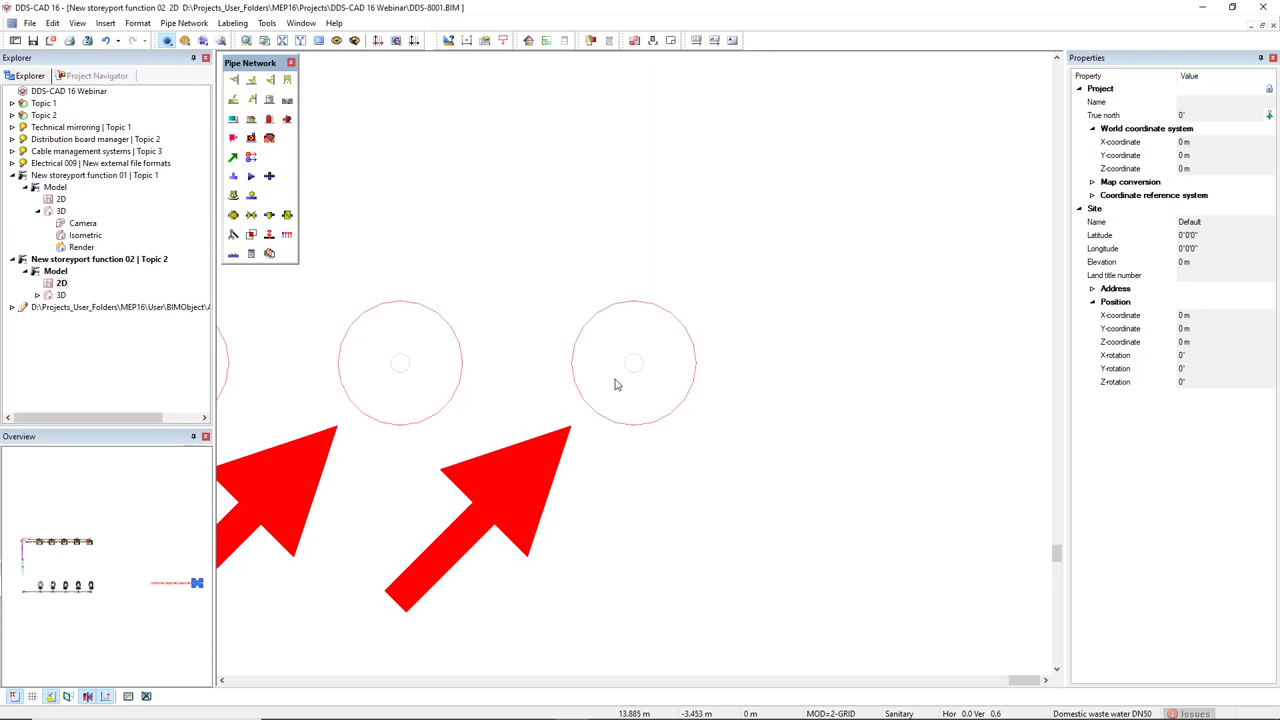 DDS-CAD 16 - [New storeyport function 02  2D  D:\Projects_User_Folders\MEP16\Projects\DDS-CAD 16 Webinar\DDS-8001.BIM ]
File Edit View Insert Format Pipe Network Labeling Tools Window Help
Explorer
Explorer Project Navigator
DDS-CAD 16 Webinar
Topic 1
Topic 2
Technical mirroring | Topic 1
Distribution board manager | Topic 2
Cable management systems | Topic 3
Electrical 009 | New external file formats
New storeyport function 01 | Topic 1
Model
2D
3D
Camera
Isometric
Render
New storeyport function 02 | Topic 2
Model
2D
3D
D:\Projects_User_Folders\MEP16\User\BIMObject\A
Overview
Pipe Network
Properties
Property Value
Project
Name
True north 0°
World coordinate system
X-coordinate 0 m
Y-coordinate 0 m
Z-coordinate 0 m
Map conversion
Coordinate reference system
Site
Name Default
Latitude 0°0'0"
Longitude 0°0'0"
Elevation 0 m
Land title number
Address
Position
X-coordinate 0 m
Y-coordinate 0 m
Z-coordinate 0 m
X-rotation 0°
Y-rotation 0°
Z-rotation 0°
13.885 m -3.453 m 0 m MOD=2-GRID Sanitary Hor 0.0 Ver 0.6 Domestic waste water DN50 Issues